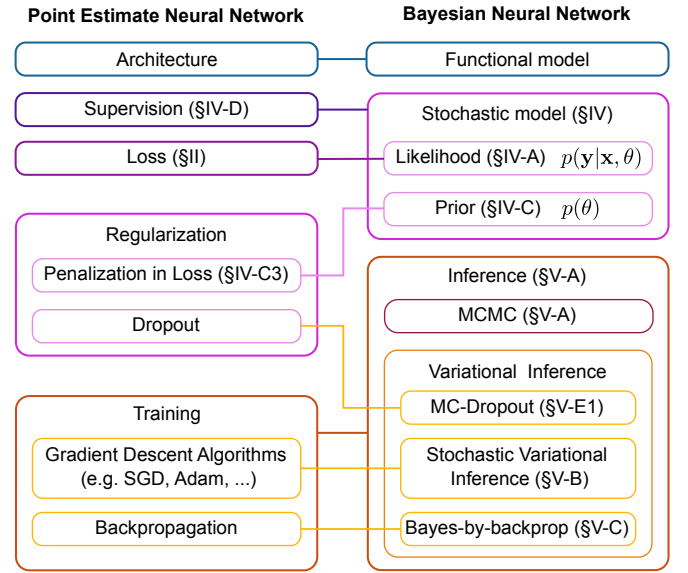 Point Estimate Neural Network
Bayesian Neural Network
Architecture
Functional model
Supervision (§IV-D)
Stochastic model (§IV)
Loss (§II)
Likelihood (§IV-A) p(y|x, θ)
Prior (§IV-C) p(θ)
Regularization
Penalization in Loss (§IV-C3)
Dropout
Inference (§V-A)
MCMC (§V-A)
Variational Inference
MC-Dropout (§V-E1)
Training
Gradient Descent Algorithms
(e.g. SGD, Adam, ...)
Stochastic Variational
Inference (§V-B)
Backpropagation
Bayes-by-backprop (§V-C)